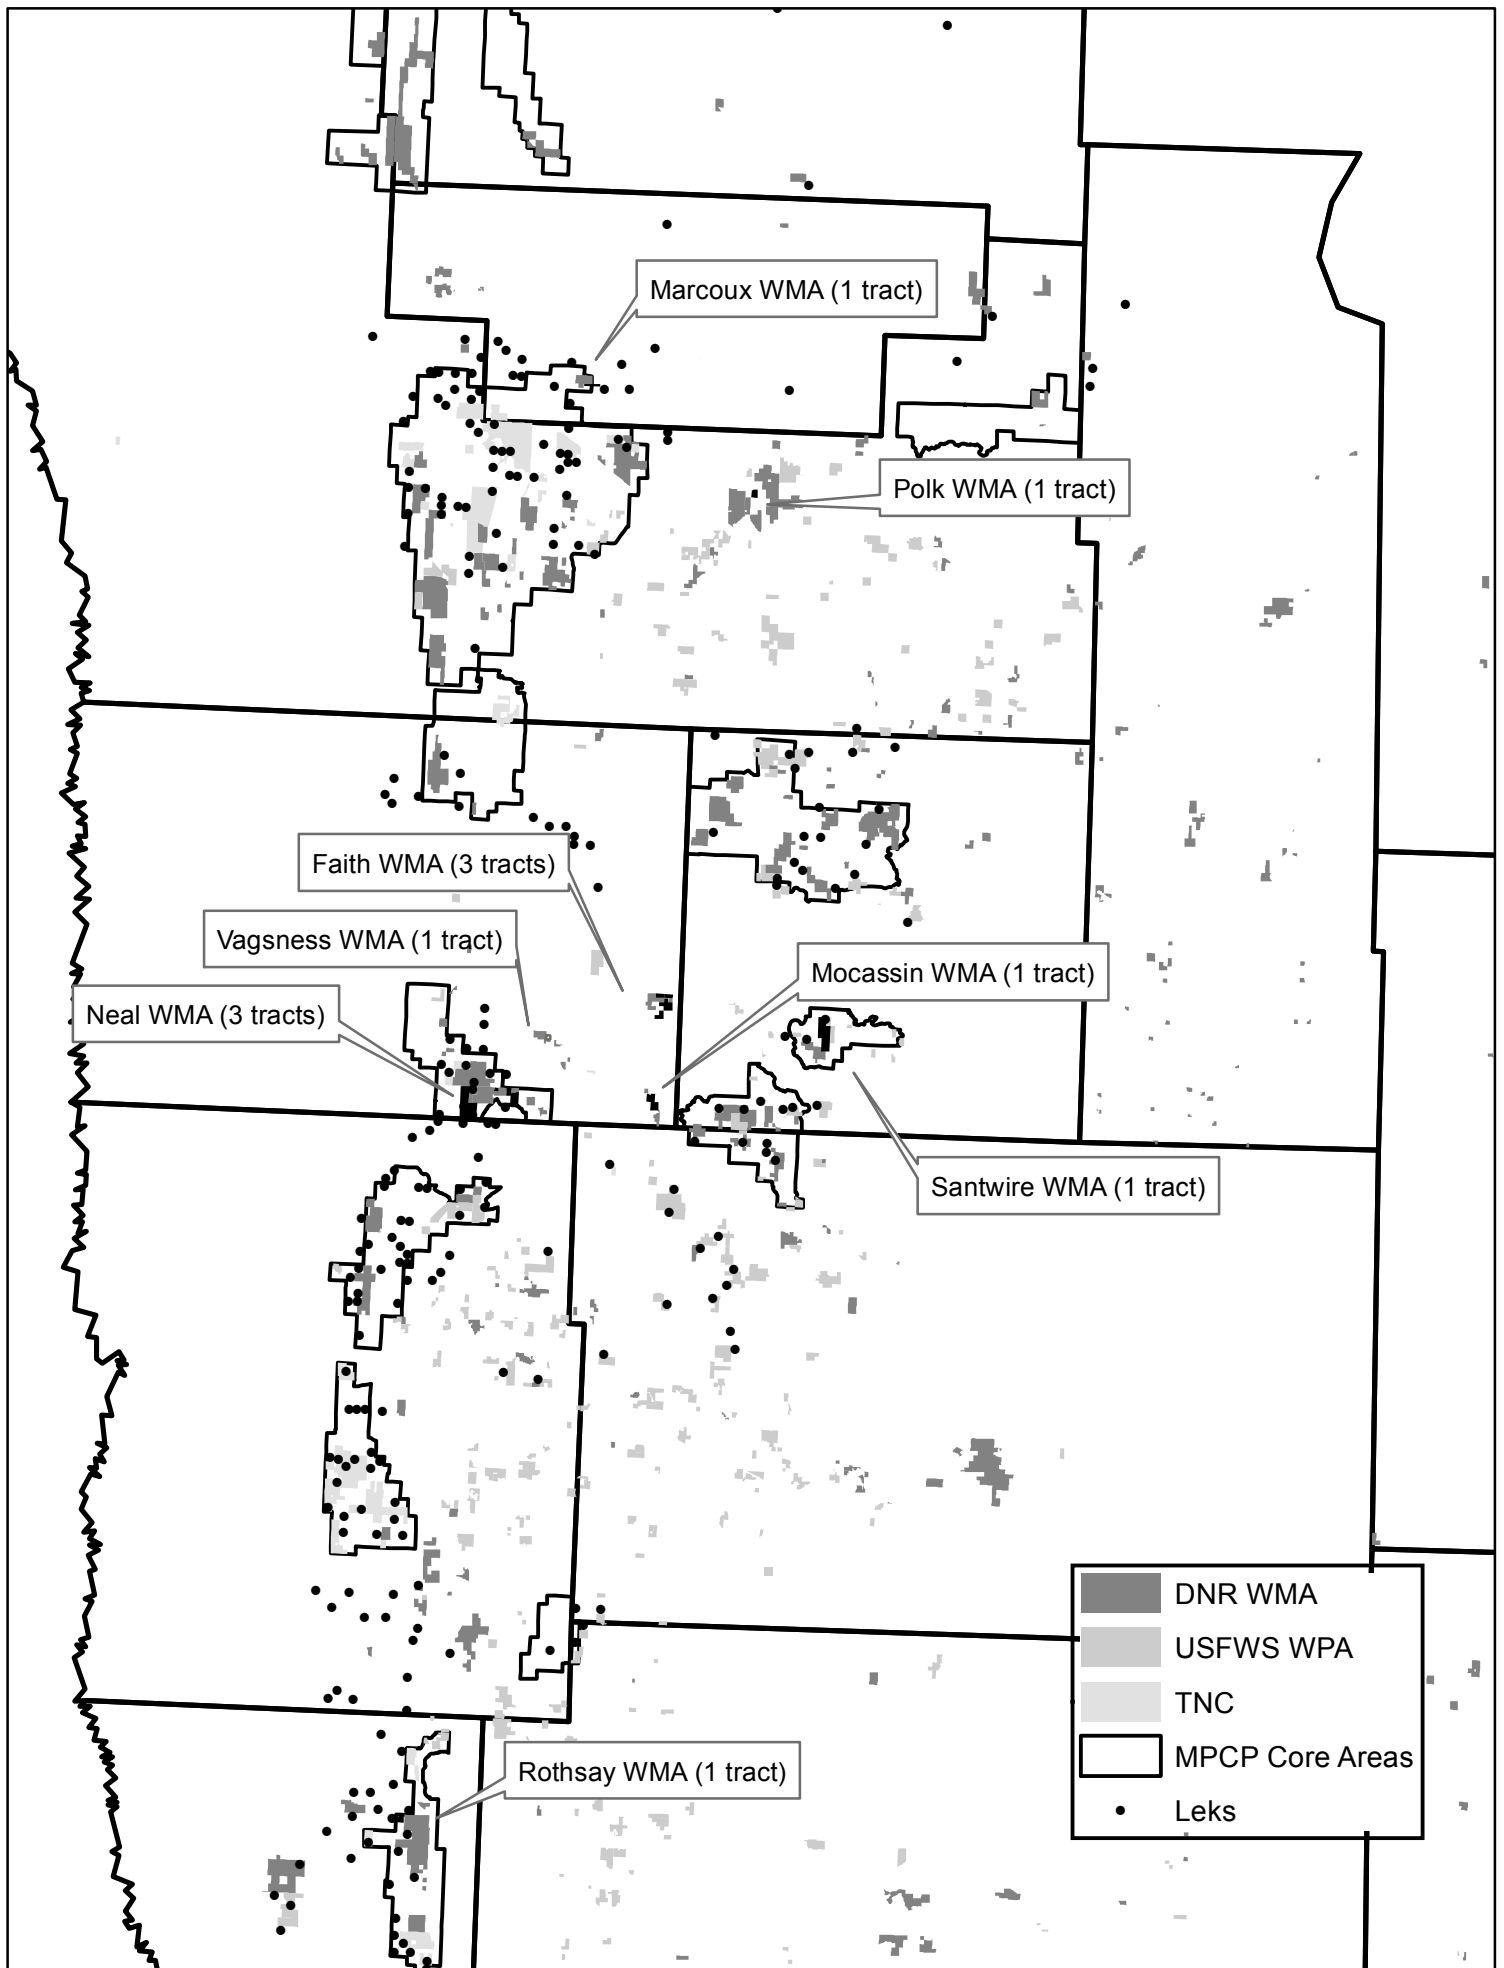 Marcoux WMA (1 tract)
Polk WMA (1 tract)
Faith WMA (3 tracts)
Vagsness WMA (1 tract)
Mocassin WMA (1 tract)
Neal WMA (3 tracts)
Santwire WMA (1 tract)
Rothsay WMA (1 tract)
DNR WMA
USFWS WPA
TNC
MPCP Core Areas
Leks